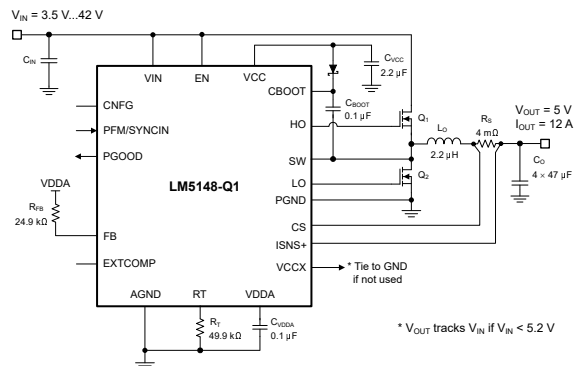 VIN = 3.5 V...42 V
CIN
VIN
EN
VCC
CVCC
2.2 μF
CNFG
CBOOT
CBOOT
0.1 μF
PFM/SYNCIN
HO
Q1
LO
2.2 μH
RS
4 mΩ
VOUT = 5 V
IOUT = 12 A
PGOOD
SW
CO
4 × 47 μF
VDDA
LM5148-Q1
LO
Q2
RFB
24.9 kΩ
PGND
FB
CS
ISNS+
EXTCOMP
VCCX
* Tie to GND
if not used
AGND
RT
VDDA
RT
49.9 kΩ
CVDDA
0.1 μF
* VOUT tracks VIN if VIN < 5.2 V